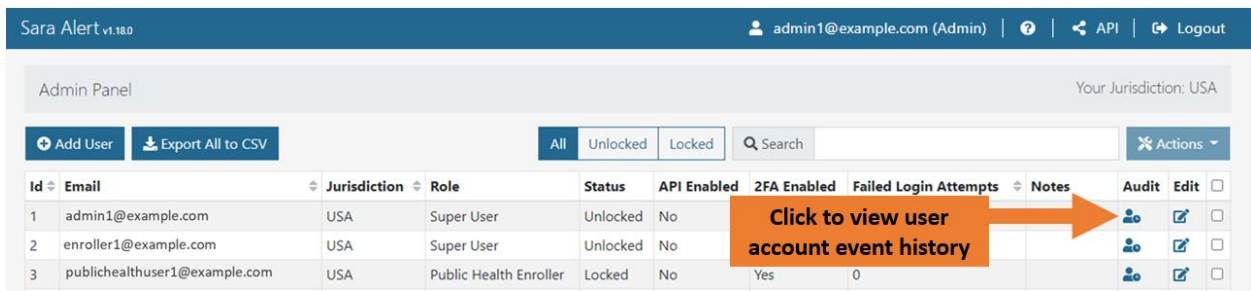 Sara Alert v1.18.0 admin1@example.com (Admin) | ? | API | Logout
Admin Panel Your Jurisdiction: USA
Add User Export All to CSV All Unlocked Locked Search Actions
Id Email Jurisdiction Role Status API Enabled 2FA Enabled Failed Login Attempts Notes Audit Edit
1 admin1@example.com USA Super User Unlocked No
2 enroller1@example.com USA Super User Unlocked No
3 publichealthuser1@example.com USA Public Health Enroller Locked No Yes 0
Click to view user
account event history